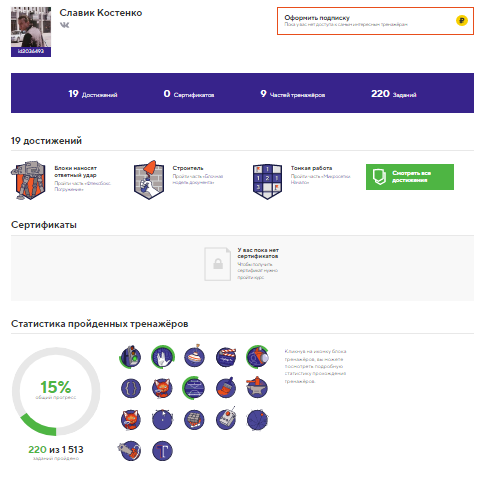 Славик Костенко
id2036493
Оформить подписку
Пока у вас нет доступа к самым интересным тренажёрам
19 Достижений
0 Сертификатов
9 Частей тренажёров
220 Заданий
19 достижений
Блоки наносят
ответный удар
Пройти часть «Флексбокс.
Погружение»
Строитель
Пройти часть «Блочная
модель документа»
Тонкая работа
Пройти часть «Микросетки.
Начало»
Смотреть все
достижения
Сертификаты
У вас пока нет
сертификатов
Чтобы получить
сертификат нужно
пройти курс
Статистика пройденных тренажёров
15%
общий прогресс
220 из 1 513
заданий пройдено
Кликнув на иконку блока
тренажёров, вы можете
посмотреть подробную
статистику прохождения
тренажёров.